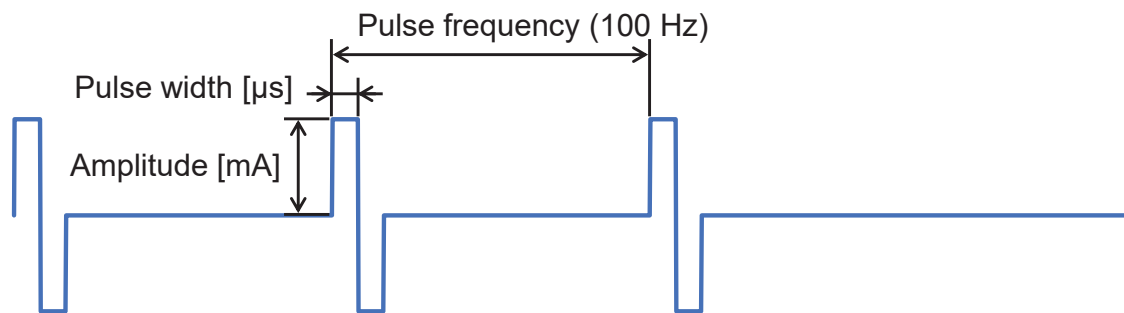 Pulse frequency (100 Hz)
Pulse width [µs]
Amplitude [mA]